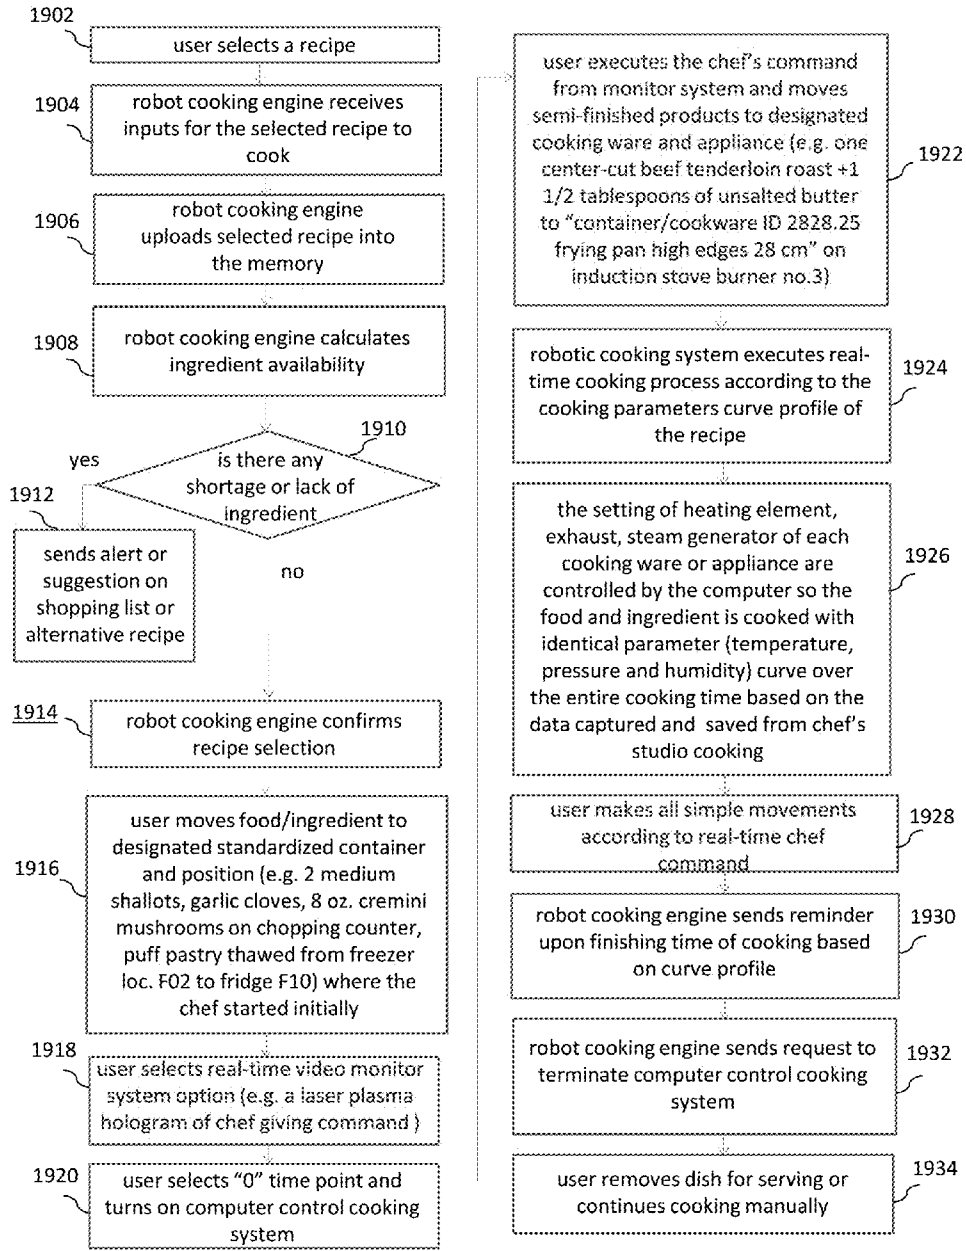 1902
user selects a recipe
1904
robot cooking engine receives
inputs for the selected recipe to
cook
1906
robot cooking engine
uploads selected recipe into
the memory
1908
robot cooking engine calculates
ingredient availability
1910
is there any
shortage or lack of
ingredient
yes
1912
sends alert or
suggestion on
shopping list or
alternative recipe
no
1914
robot cooking engine confirms
recipe selection
1916
user moves food/ingredient to
designated standardized container
and position (e.g. 2 medium
shallots, garlic cloves, 8 oz. cremini
mushrooms on chopping counter,
puff pastry thawed from freezer
loc. F02 to fridge F10) where the
chef started initially
1918
user selects real-time video monitor
system option (e.g. a laser plasma
hologram of chef giving command )
1920
user selects “0” time point and
turns on computer control cooking
system
1922
user executes the chef’s command
from monitor system and moves
semi-finished products to designated
cooking ware and appliance (e.g. one
center-cut beef tenderloin roast +1
1/2 tablespoons of unsalted butter
to “container/cookware ID 2828.25
frying pan high edges 28 cm” on
induction stove burner no.3)
1924
robotic cooking system executes real-
time cooking process according to the
cooking parameters curve profile of
the recipe
1926
the setting of heating element,
exhaust, steam generator of each
cooking ware or appliance are
controlled by the computer so the
food and ingredient is cooked with
identical parameter (temperature,
pressure and humidity) curve over
the entire cooking time based on the
data captured and saved from chef’s
studio cooking
1928
user makes all simple movements
according to real-time chef
command
1930
robot cooking engine sends reminder
upon finishing time of cooking based
on curve profile
1932
robot cooking engine sends request to
terminate computer control cooking
system
1934
user removes dish for serving or
continues cooking manually